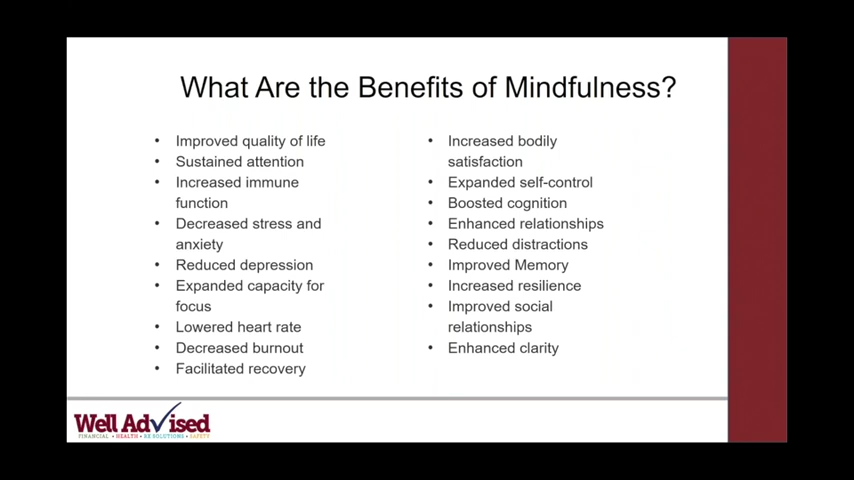 What Are the Benefits of Mindfulness?
• Improved quality of life
• Sustained attention
• Increased immune
function
• Decreased stress and
anxiety
• Reduced depression
• Expanded capacity for
focus
• Lowered heart rate
• Decreased burnout
• Facilitated recovery
• Increased bodily
satisfaction
• Expanded self-control
• Boosted cognition
• Enhanced relationships
• Reduced distractions
• Improved Memory
• Increased resilience
• Improved social
relationships
• Enhanced clarity
Well Advised
FINANCIAL • HEALTH • RE:SOLUTIONS • SAFETY